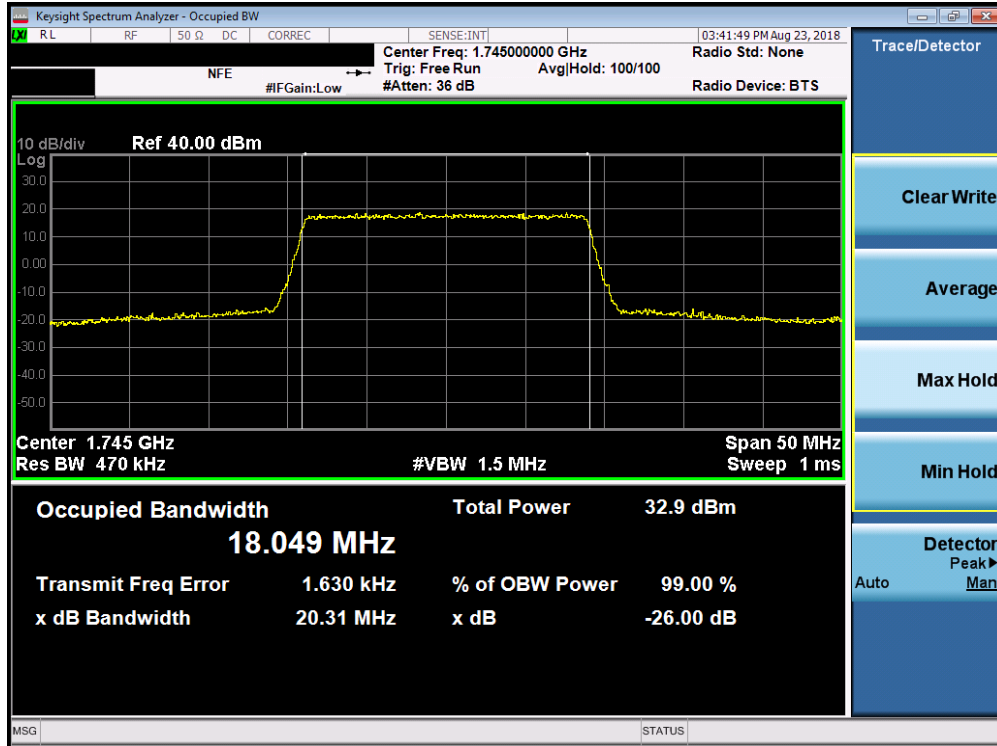 Keysight Spectrum Analyzer - Occupied BW
LXI RL RF 50 Ω DC CORREC SENSE:INT 03:41:49 PM Aug 23, 2018
Center Freq: 1.745000000 GHz Radio Std: None
NFE Trig: Free Run Avg|Hold: 100/100
#IFGain:Low #Atten: 36 dB Radio Device: BTS
10 dB/div Ref 40.00 dBm
Log
30.0
20.0
10.0
0.00
-10.0
-20.0
-30.0
-40.0
-50.0
Center 1.745 GHz Span 50 MHz
Res BW 470 kHz #VBW 1.5 MHz Sweep 1 ms
Occupied Bandwidth Total Power 32.9 dBm
18.049 MHz
Transmit Freq Error 1.630 kHz % of OBW Power 99.00 %
x dB Bandwidth 20.31 MHz x dB -26.00 dB
MSG STATUS
Trace/Detector
Clear Write
Average
Max Hold
Min Hold
Detector
Peak▶
Auto Man